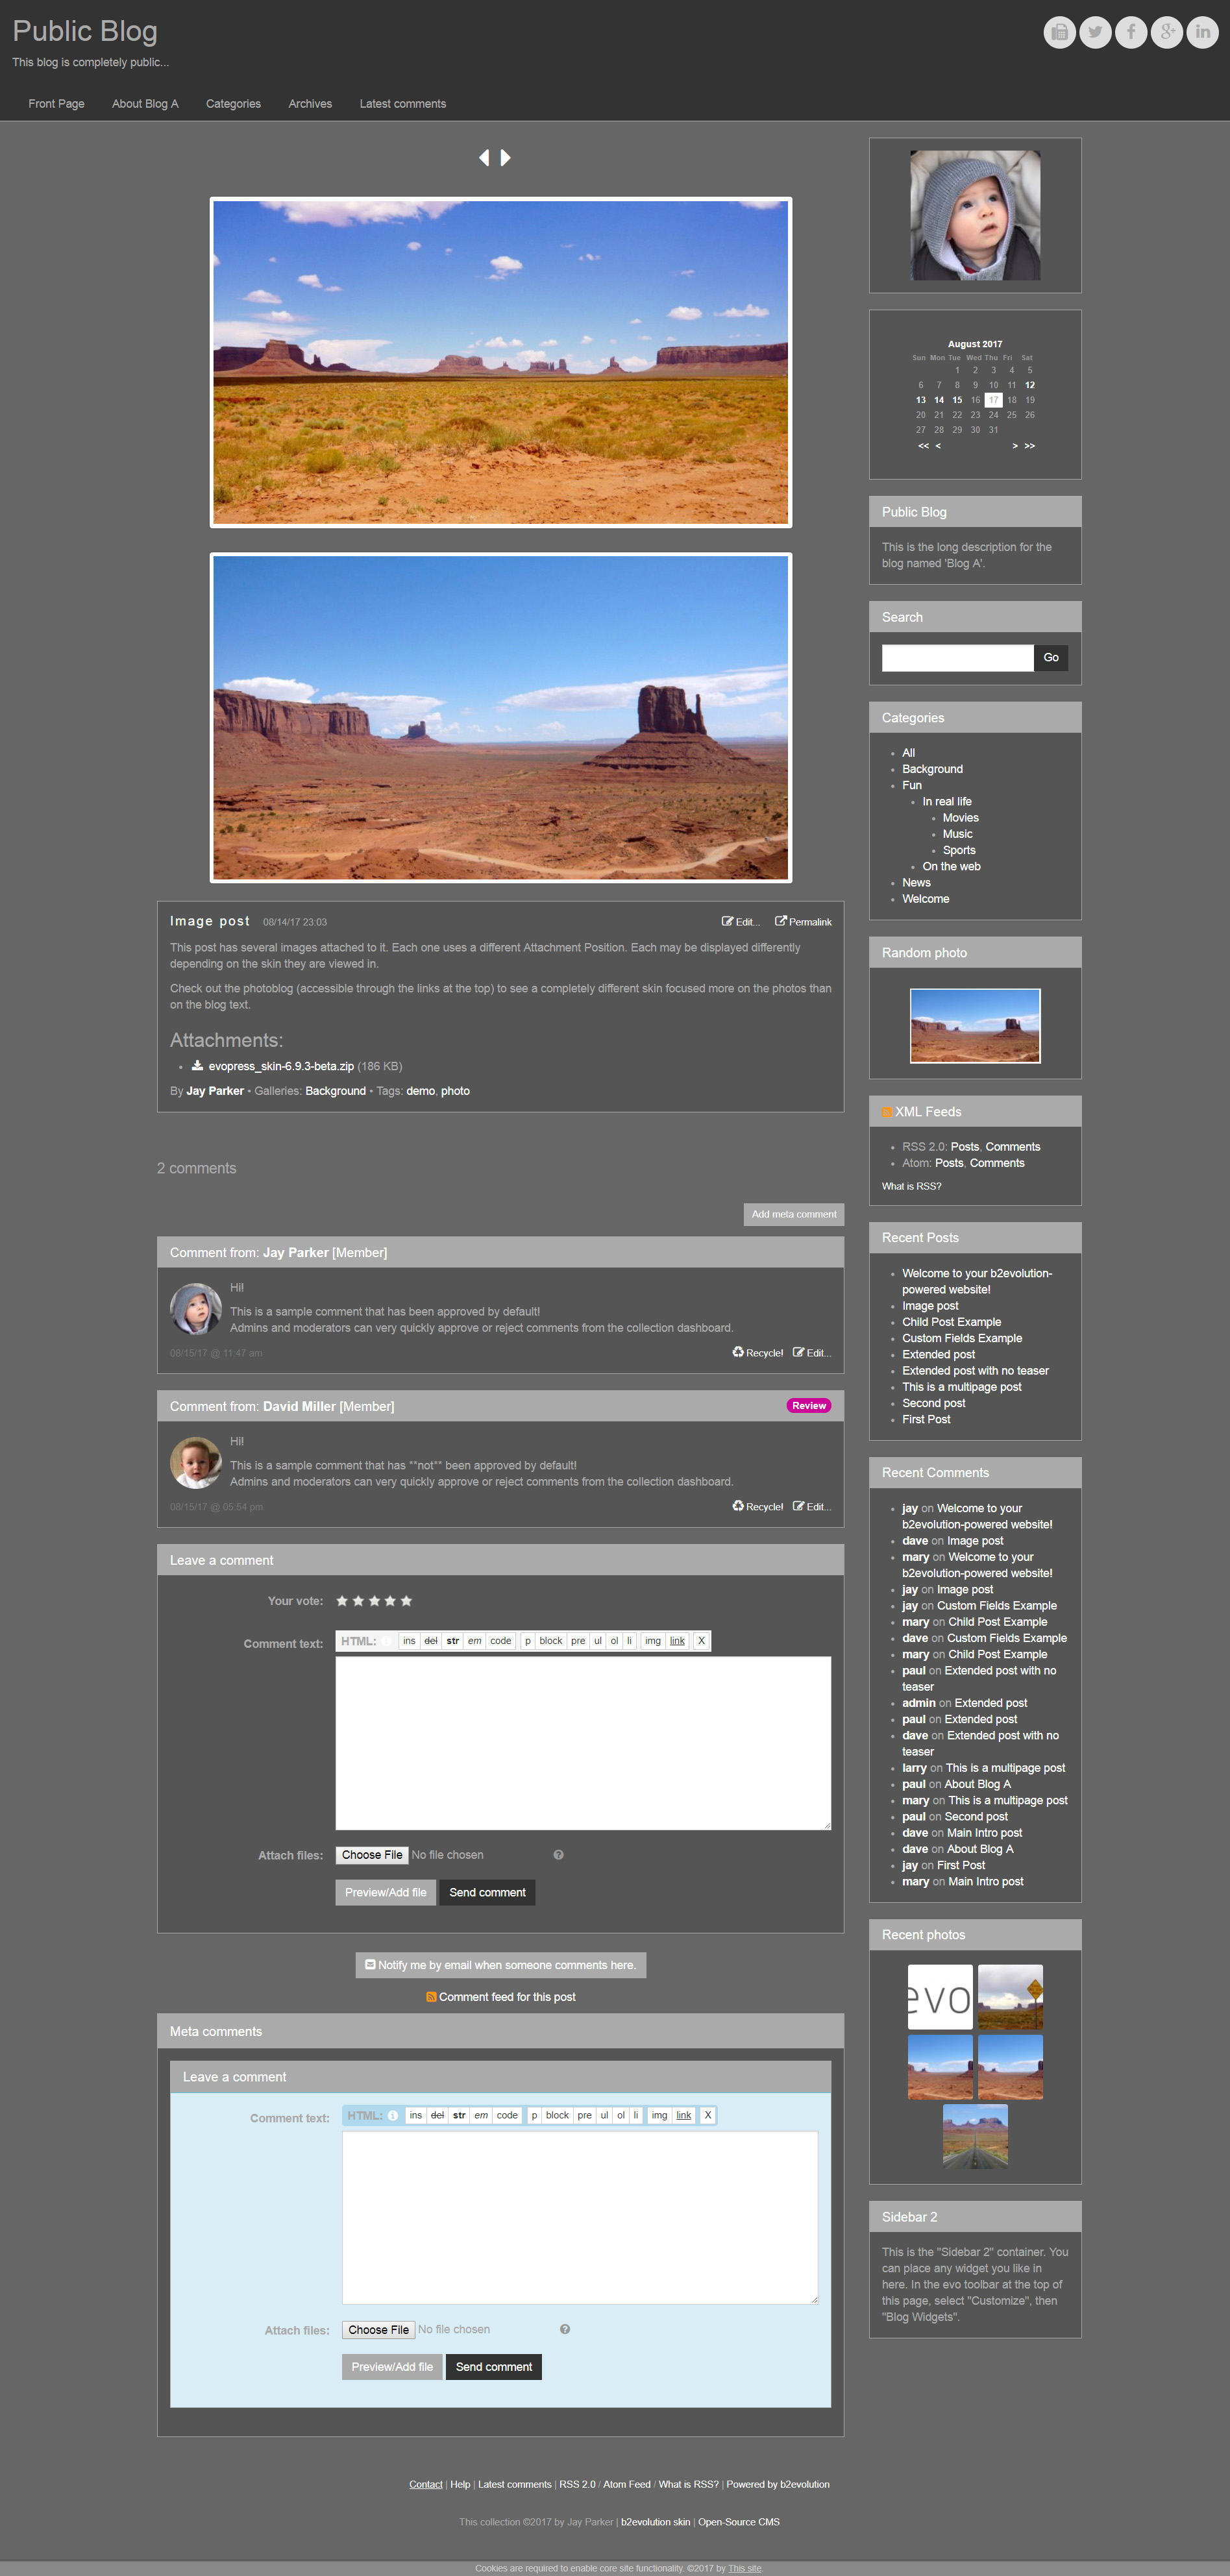 Public Blog
This blog is completely public...
Front Page About Blog A Categories Archives Latest comments
Image post 08/14/17 23:03 Edit... Permalink
This post has several images attached to it. Each one uses a different Attachment Position. Each may be displayed differently
depending on the skin they are viewed in.
Check out the photoblog (accessible through the links at the top) to see a completely different skin focused more on the photos than
on the blog text.
Attachments:
• evopress_skin-6.9.3-beta.zip (186 KB)
By Jay Parker • Galleries: Background • Tags: demo, photo
2 comments
Add meta comment
Comment from: Jay Parker [Member]
Hi!
This is a sample comment that has been approved by default!
Admins and moderators can very quickly approve or reject comments from the collection dashboard.
08/15/17 @ 11:47 am Recycle! Edit...
Comment from: David Miller [Member] Review
Hi!
This is a sample comment that has **not** been approved by default!
Admins and moderators can very quickly approve or reject comments from the collection dashboard.
08/15/17 @ 05:54 pm Recycle! Edit...
Leave a comment
Your vote:
Comment text: HTML: ins del str em code p block pre ul ol li img link X
Attach files: Choose File No file chosen
Preview/Add file Send comment
Notify me by email when someone comments here.
Comment feed for this post
Meta comments
Leave a comment
Comment text: HTML: ins del str em code p block pre ul ol li img link X
Attach files: Choose File No file chosen
Preview/Add file Send comment
August 2017
Sun Mon Tue Wed Thu Fri Sat
1 2 3 4 5
6 7 8 9 10 11 12
13 14 15 16 17 18 19
20 21 22 23 24 25 26
27 28 29 30 31
<< < > >>
Public Blog
This is the long description for the
blog named 'Blog A'.
Search
Go
Categories
• All
• Background
• Fun
• In real life
• Movies
• Music
• Sports
• On the web
• News
• Welcome
Random photo
XML Feeds
• RSS 2.0: Posts, Comments
• Atom: Posts, Comments
What is RSS?
Recent Posts
• Welcome to your b2evolution-
powered website!
• Image post
• Child Post Example
• Custom Fields Example
• Extended post
• Extended post with no teaser
• This is a multipage post
• Second post
• First Post
Recent Comments
• jay on Welcome to your
b2evolution-powered website!
• dave on Image post
• mary on Welcome to your
b2evolution-powered website!
• jay on Image post
• jay on Custom Fields Example
• mary on Child Post Example
• dave on Custom Fields Example
• mary on Child Post Example
• paul on Extended post with no
teaser
• admin on Extended post
• paul on Extended post
• dave on Extended post with no
teaser
• larry on This is a multipage post
• paul on About Blog A
• mary on This is a multipage post
• paul on Second post
• dave on Main Intro post
• dave on About Blog A
• jay on First Post
• mary on Main Intro post
Recent photos
evo
Sidebar 2
This is the "Sidebar 2" container. You
can place any widget you like in
here. In the evo toolbar at the top of
this page, select "Customize", then
"Blog Widgets".
Contact | Help | Latest comments | RSS 2.0 / Atom Feed / What is RSS? | Powered by b2evolution
This collection ©2017 by Jay Parker | b2evolution skin | Open-Source CMS
Cookies are required to enable core site functionality. ©2017 by This site.